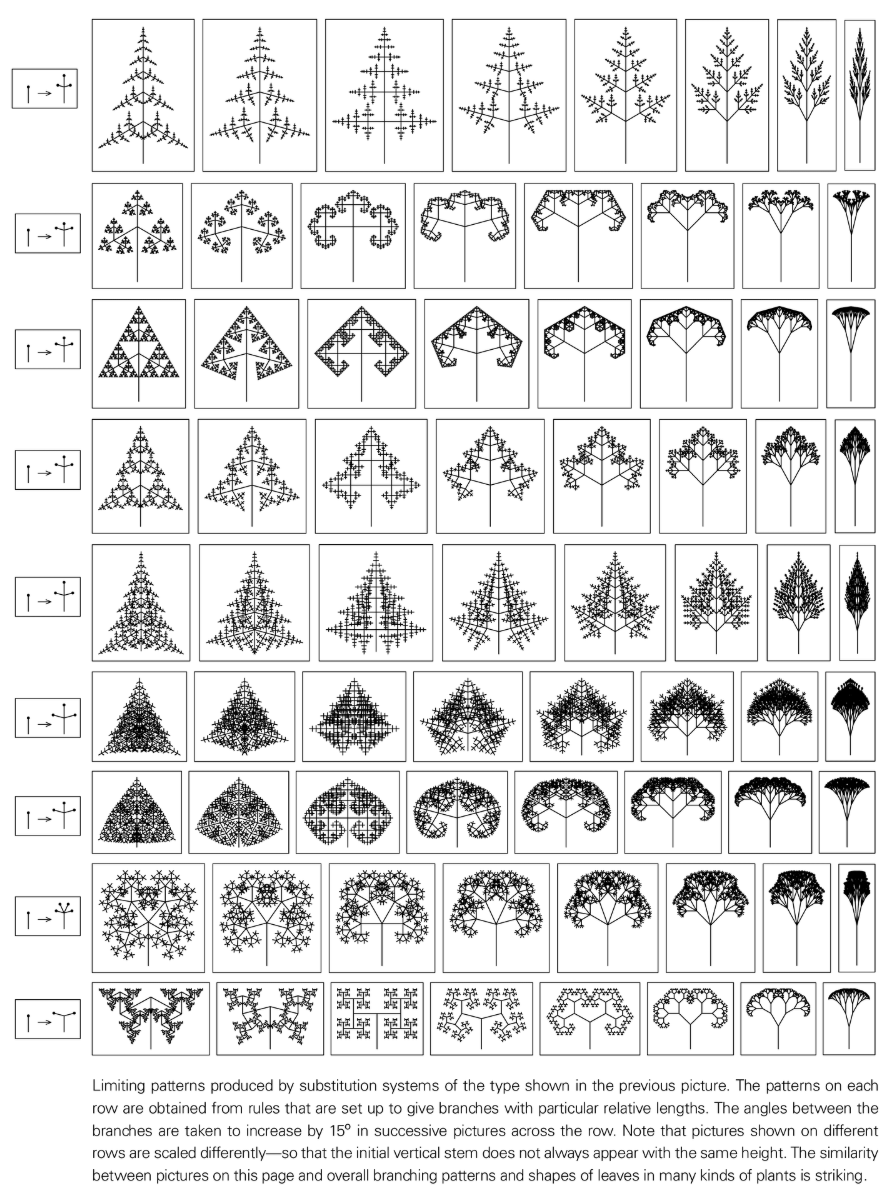 Limiting patterns produced by substitution systems of the type shown in the previous picture. The patterns on each
row are obtained from rules that are set up to give branches with particular relative lengths. The angles between the
branches are taken to increase by 15° in successive pictures across the row. Note that pictures shown on different
rows are scaled differently—so that the initial vertical stem does not always appear with the same height. The similarity
between pictures on this page and overall branching patterns and shapes of leaves in many kinds of plants is striking.